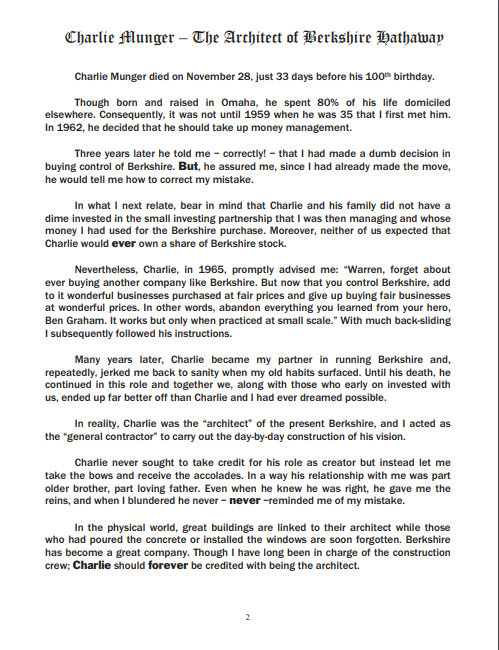 Charlie Munger – The Architect of Berkshire Hathaway
Charlie Munger died on November 28, just 33 days before his 100th birthday.
Though born and raised in Omaha, he spent 80% of his life domiciled
elsewhere. Consequently, it was not until 1959 when he was 35 that I first met him.
In 1962, he decided that he should take up money management.
Three years later he told me – correctly! – that I had made a dumb decision in
buying control of Berkshire. But, he assured me, since I had already made the move,
he would tell me how to correct my mistake.
In what I next relate, bear in mind that Charlie and his family did not have a
dime invested in the small investing partnership that I was then managing and whose
money I had used for the Berkshire purchase. Moreover, neither of us expected that
Charlie would ever own a share of Berkshire stock.
Nevertheless, Charlie, in 1965, promptly advised me: “Warren, forget about
ever buying another company like Berkshire. But now that you control Berkshire, add
to it wonderful businesses purchased at fair prices and give up buying fair businesses
at wonderful prices. In other words, abandon everything you learned from your hero,
Ben Graham. It works but only when practiced at small scale.” With much back-sliding
I subsequently followed his instructions.
Many years later, Charlie became my partner in running Berkshire and,
repeatedly, jerked me back to sanity when my old habits surfaced. Until his death, he
continued in this role and together we, along with those who early on invested with
us, ended up far better off than Charlie and I had ever dreamed possible.
In reality, Charlie was the “architect” of the present Berkshire, and I acted as
the “general contractor” to carry out the day-by-day construction of his vision.
Charlie never sought to take credit for his role as creator but instead let me
take the bows and receive the accolades. In a way his relationship with me was part
older brother, part loving father. Even when he knew he was right, he gave me the
reins, and when I blundered he never – never –reminded me of my mistake.
In the physical world, great buildings are linked to their architect while those
who had poured the concrete or installed the windows are soon forgotten. Berkshire
has become a great company. Though I have long been in charge of the construction
crew; Charlie should forever be credited with being the architect.
2